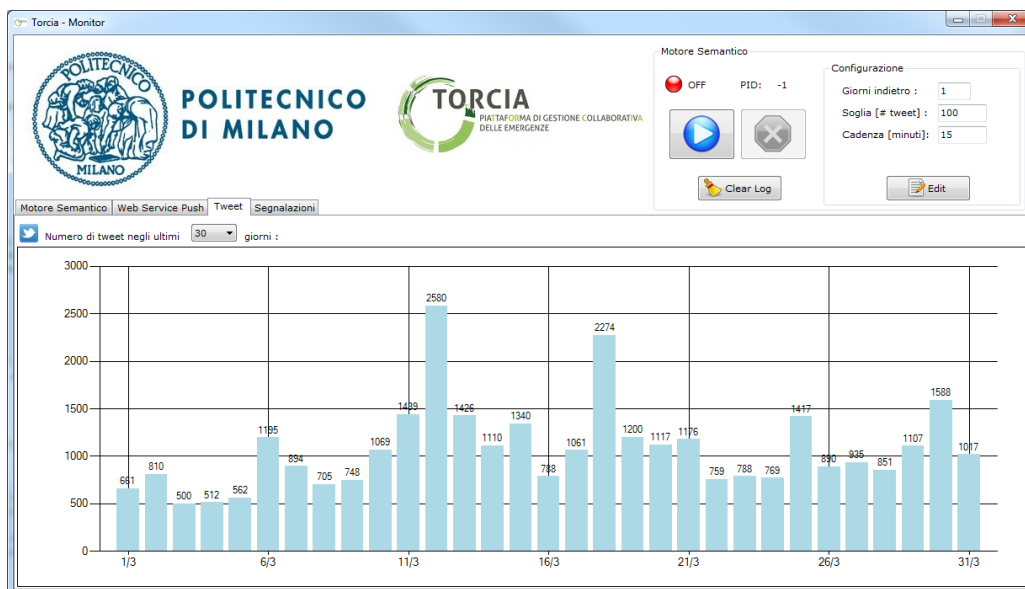 Torcia - Monitor
POLITECNICO
MILANO
POLITECNICO
DI MILANO
TORCIA
PIATTAFORMA DI GESTIONE COLLABORATIVA
DELLE EMERGENZE
Motore Semantico
OFF PID: -1
Clear Log
Configurazione
Giorni indietro : 1
Soglia [# tweet] : 100
Cadenza [minuti]: 15
Edit
Motore Semantico Web Service Push Tweet Segnalazioni
Numero di tweet negli ultimi 30 giorni :
3000
2500
2000
1500
1000
500
0
661
810
500
512
562
1195
894
705
748
1069
1439
2580
1426
1110
1340
788
1061
2274
1200
1117
1176
759
788
769
1417
890
935
851
1107
1588
1017
1/3 6/3 11/3 16/3 21/3 26/3 31/3